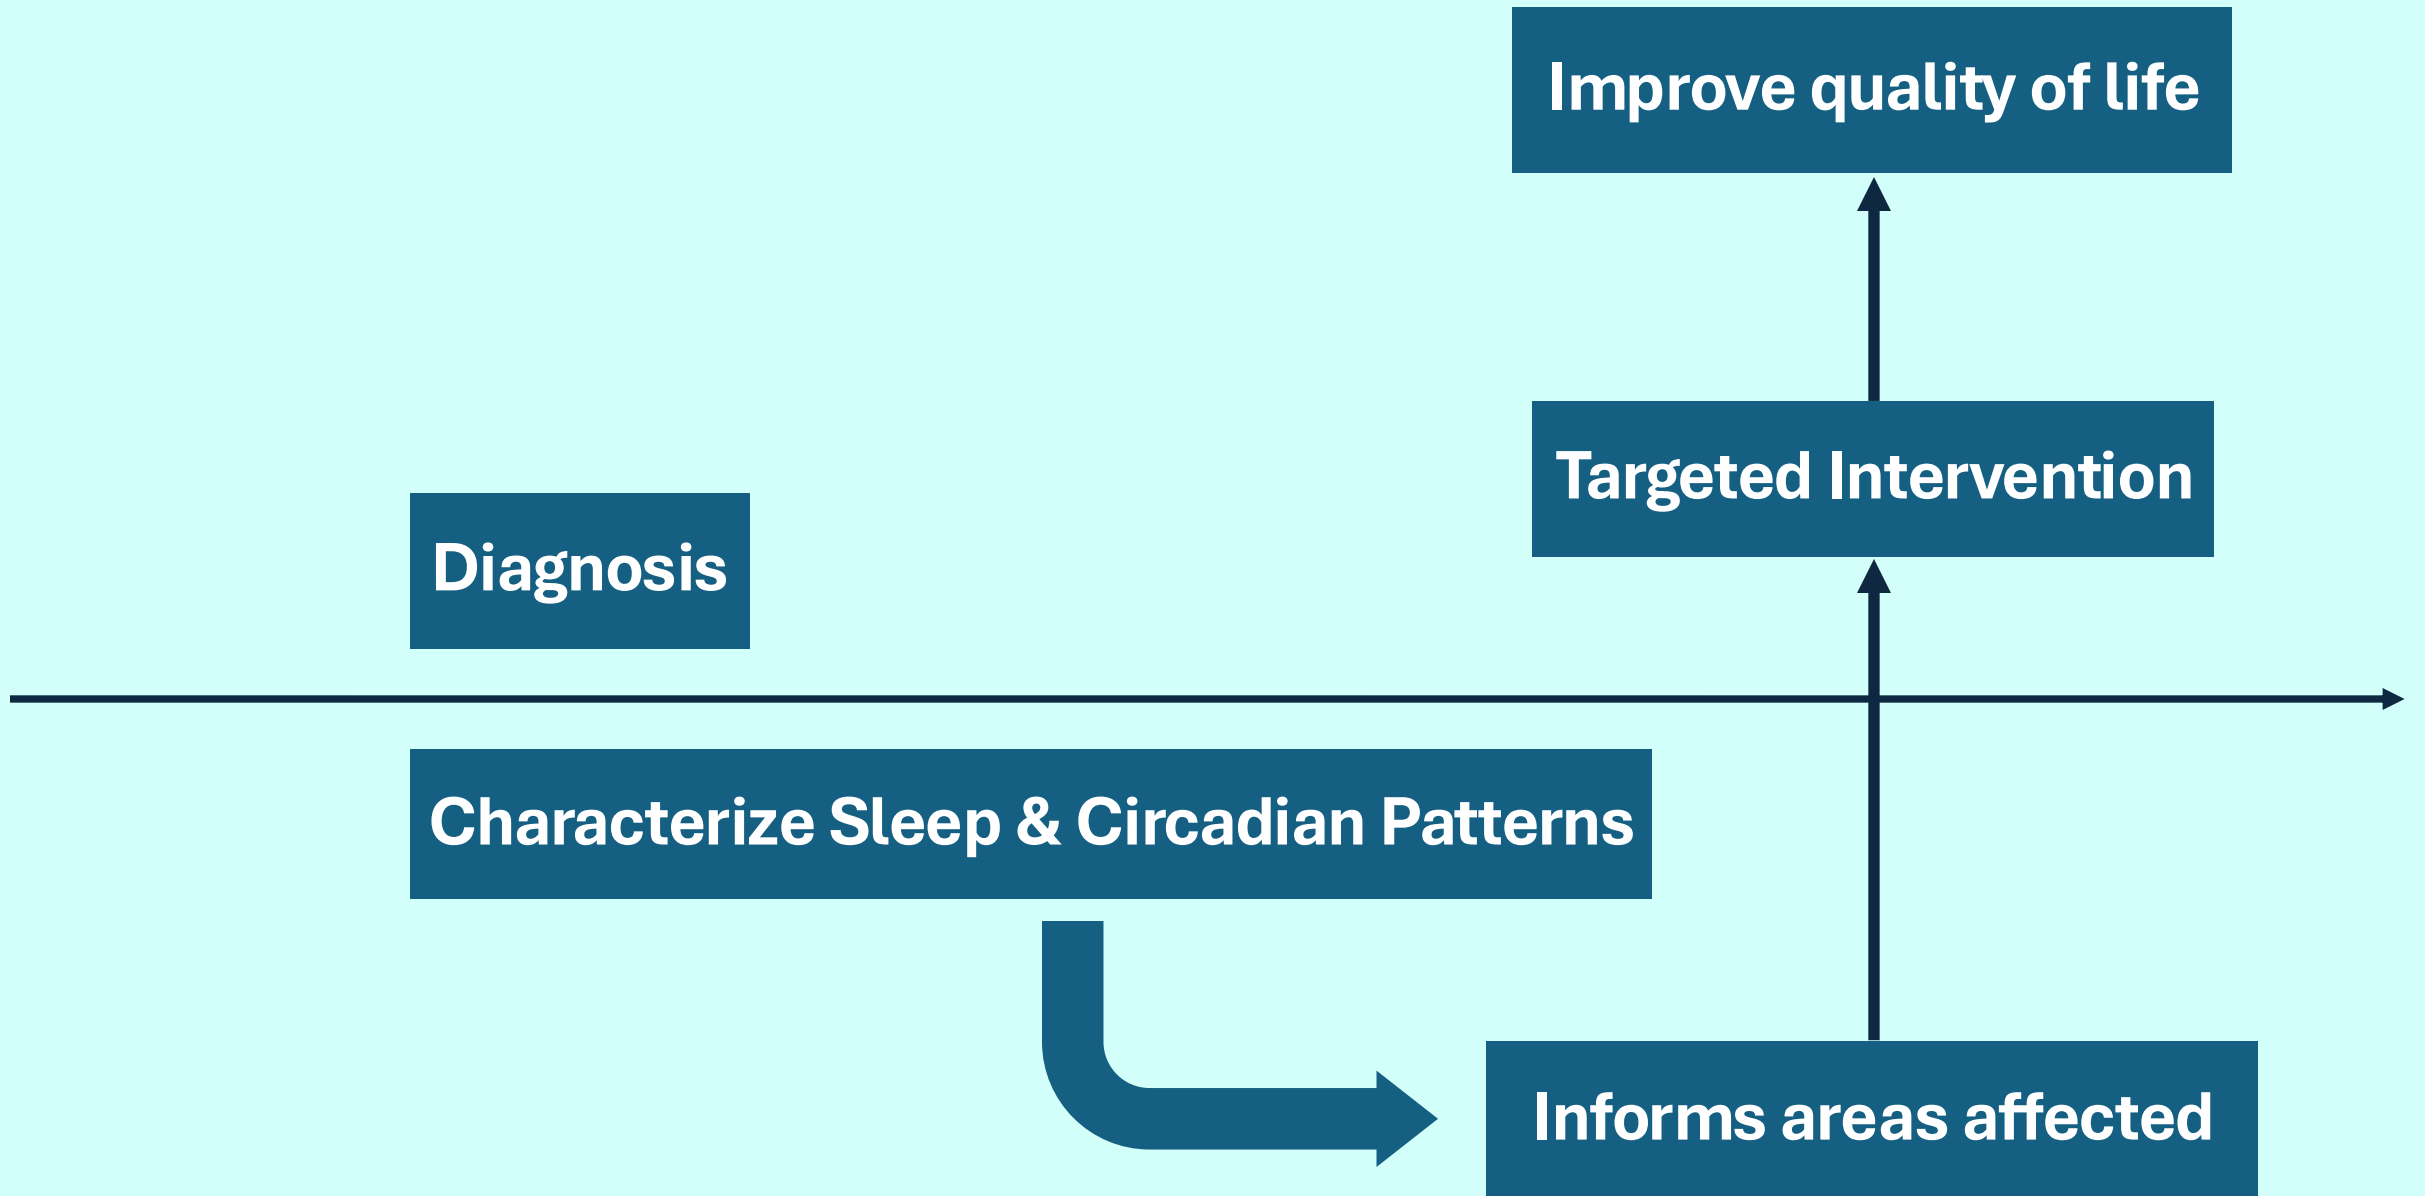 Improve quality of life
Targeted Intervention
Diagnosis
Characterize Sleep & Circadian Patterns
Informs areas affected